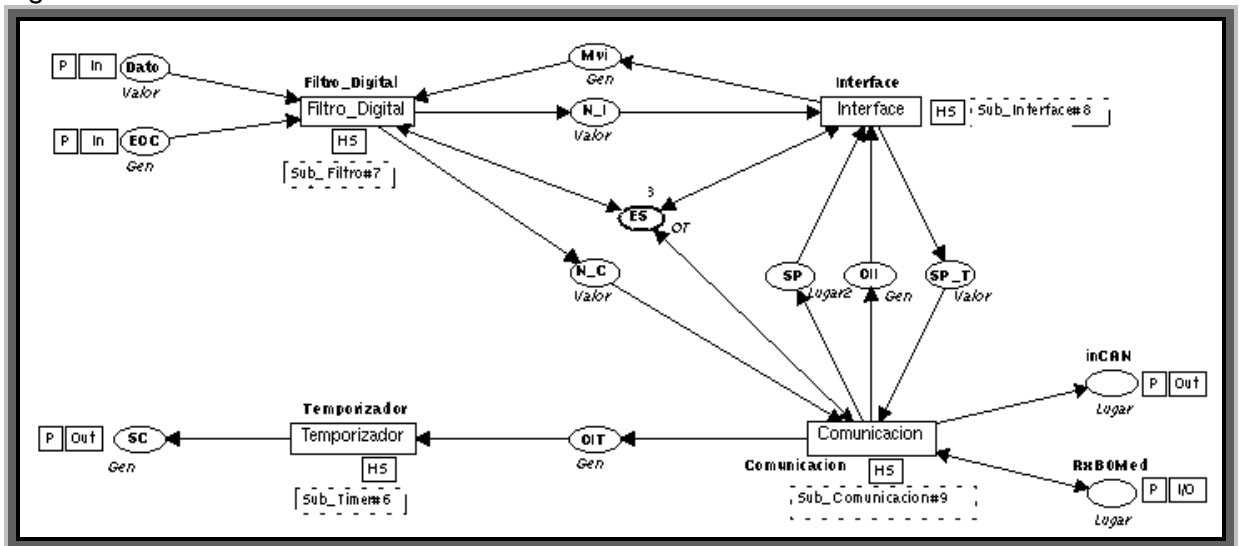 P In Dato
Valor
P In EOC
Gen
Filtro_Digital
Filtro_Digital
HS
Sub_Filtro#7
Mvi
Gen
N_I
Valor
Interface
Interface
HS Sub_Interface#8
3
ES
OT
N_C
Valor
SP
Lugar2
CII
Gen
SP_T
Valor
inCAN
P Out
Lugar
RxB0Med
P I/O
Lugar
Comunicacion
Comunicacion
HS
Sub_Comunicacion#9
CIT
Gen
Temporizador
Temporizador
HS
Sub_Timer#6
P Out SC
Gen